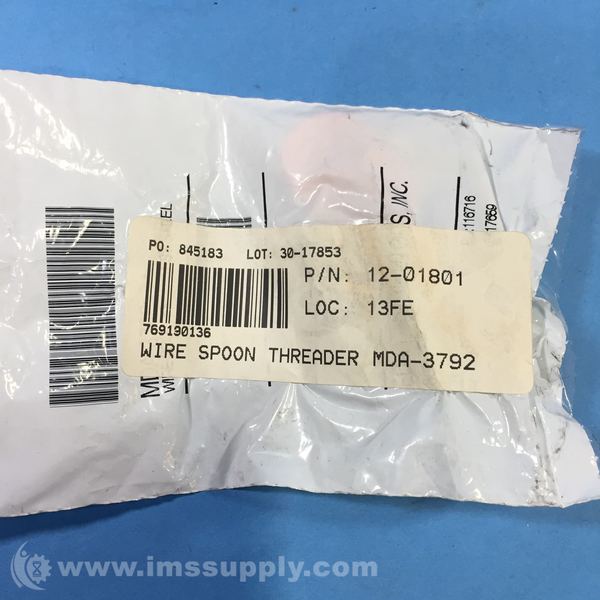 PO: 845183 LOT: 30-17853
P/N: 12-01801
LOC: 13FE
769190136
WIRE SPOON THREADER MDA-3792
INC.
116716
17659
www.imssupply.com